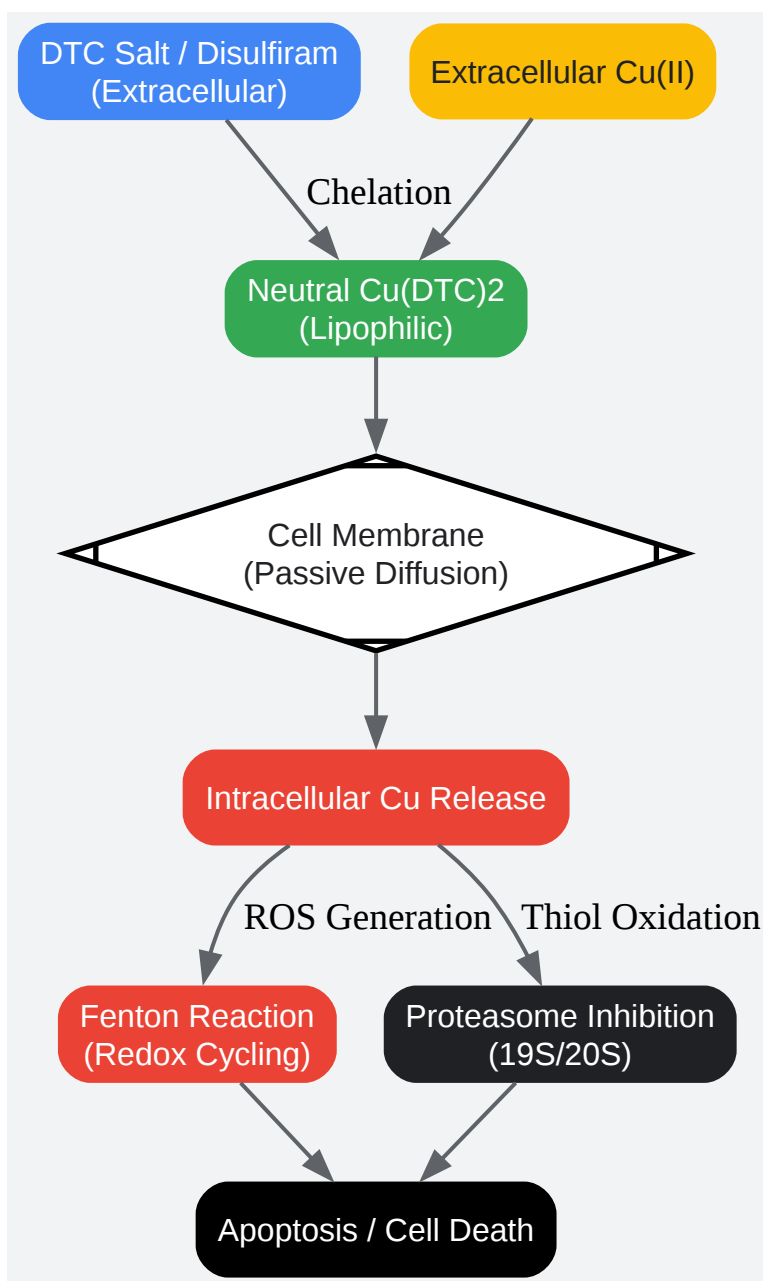 DTC Salt / Disulfiram
(Extracellular)
Extracellular Cu(II)
Chelation
Neutral Cu(DTC)2
(Lipophilic)
Cell Membrane
(Passive Diffusion)
Intracellular Cu Release
ROS Generation
Thiol Oxidation
Fenton Reaction
(Redox Cycling)
Proteasome Inhibition
(19S/20S)
Apoptosis / Cell Death